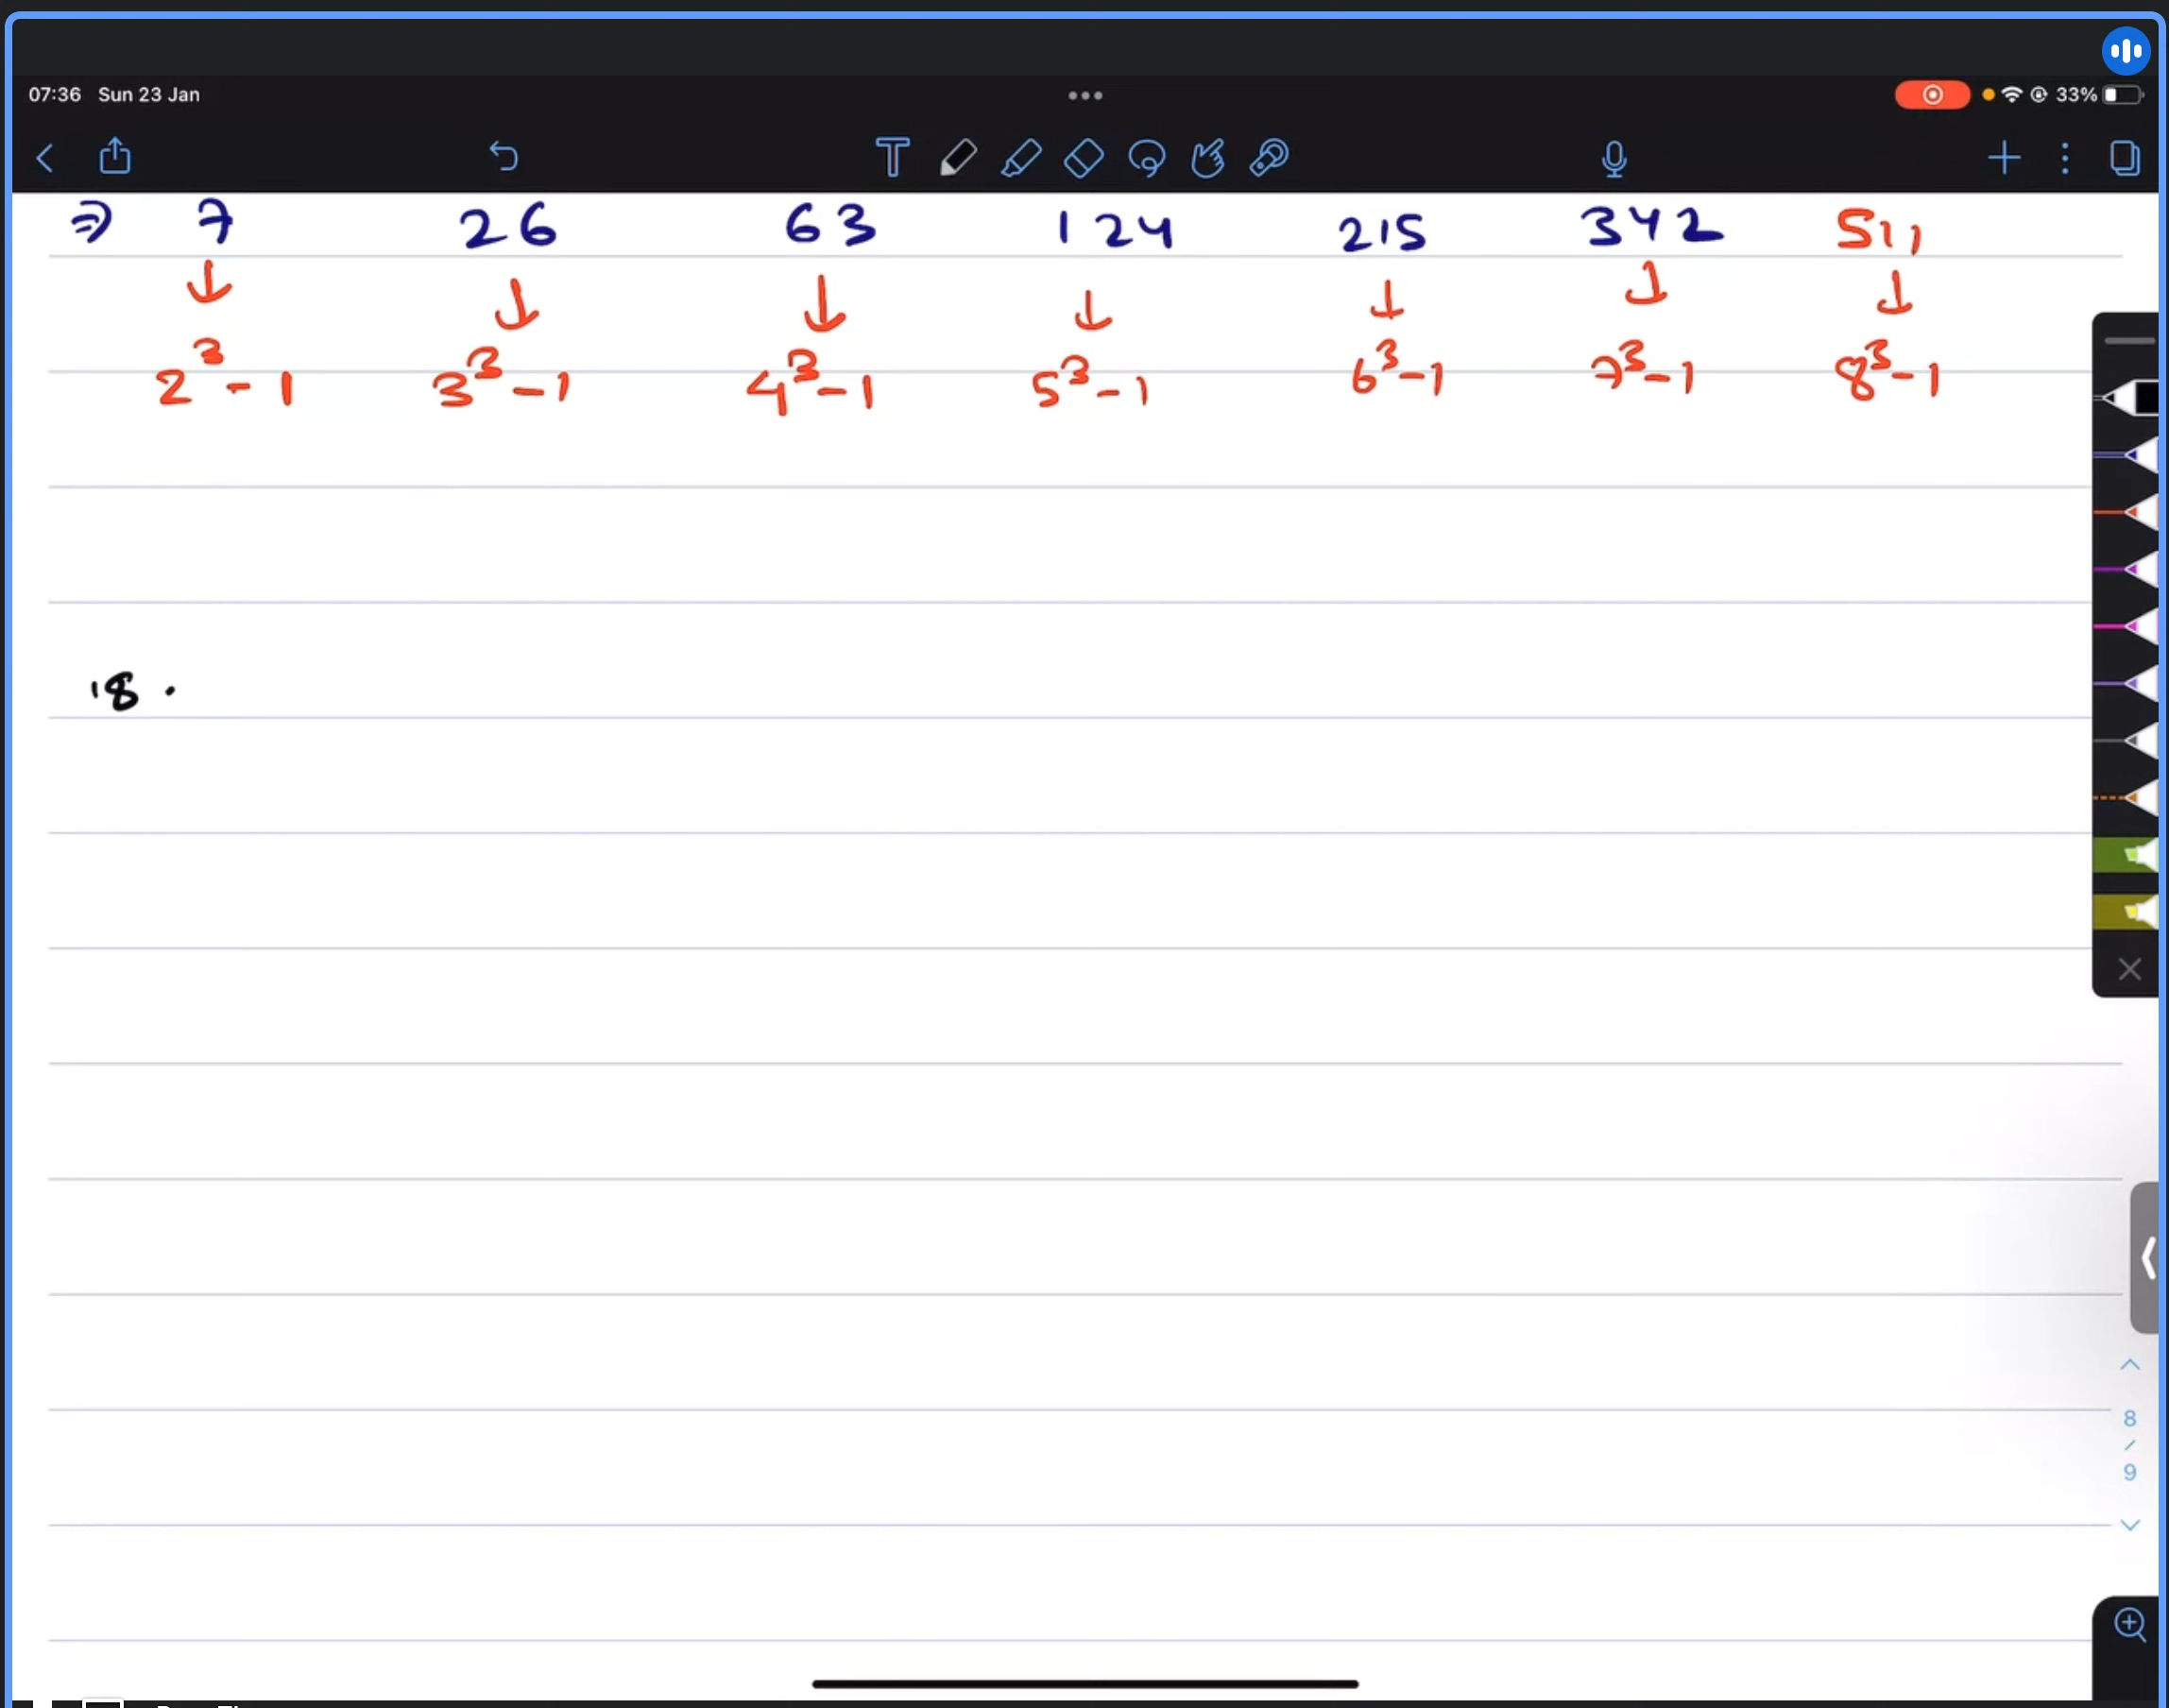 07:36 Sun 23 Jan
33%
⇒ 7 26 63 124 215 342 511
↓ ↓ ↓ ↓ ↓ ↓ ↓
2³-1 3³-1 4³-1 5³-1 6³-1 7³-1 8³-1
18.
8
/
9